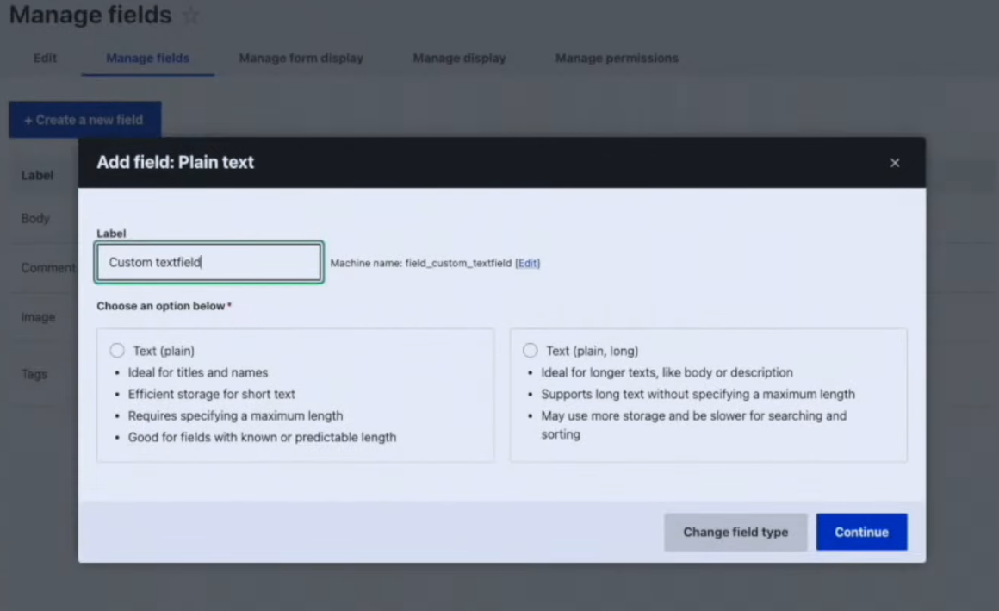 Manage fields
Edit
Manage fields
Manage form display
Manage display
Manage permissions
+ Create a new field
Label
Body
Comment
Image
Tags
Add field: Plain text
×
Label
Custom textfield
Machine name: field_custom_textfield [Edit]
Choose an option below*
Text (plain)
• Ideal for titles and names
• Efficient storage for short text
• Requires specifying a maximum length
• Good for fields with known or predictable length
Text (plain, long)
• Ideal for longer texts, like body or description
• Supports long text without specifying a maximum length
• May use more storage and be slower for searching and
sorting
Change field type
Continue